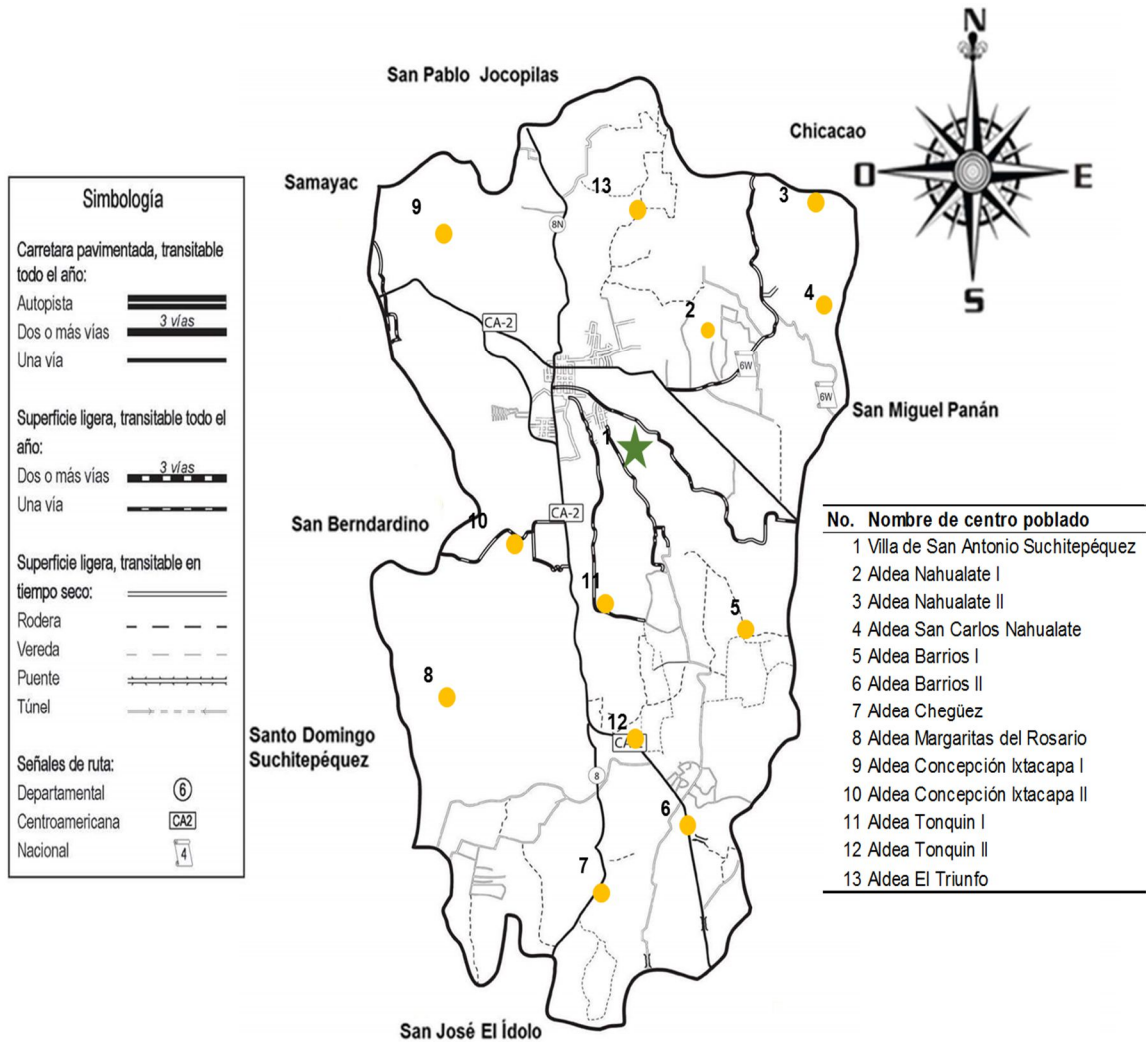 San Pablo Jocopilas
Chicacao
Samayac
N
O
E
S
Simbología
Carretara pavimentada, transitable
todo el año:
Autopista
Dos o más vías
3 vías
Una vía
Superficie ligera, transitable todo el
año:
Dos o más vías
3 vías
Una vía
Superficie ligera, transitable en
tiempo seco:
Rodera
Vereda
Puente
Túnel
Señales de ruta:
Departamental
6
Centroamericana
CA2
Nacional
4
13
9
3
8N
4
CA-2
2
6W
6W
San Miguel Panán
1
San Berndardino
10
CA-2
11
5
8
12
Santo Domingo
Suchitepéquez
8
6
7
San José El Ídolo
No. Nombre de centro poblado
1 Villa de San Antonio Suchitepéquez
2 Aldea Nahualate I
3 Aldea Nahualate II
4 Aldea San Carlos Nahualate
5 Aldea Barrios I
6 Aldea Barrios II
7 Aldea Chegüez
8 Aldea Margaritas del Rosario
9 Aldea Concepción Ixtacapa I
10 Aldea Concepción Ixtacapa II
11 Aldea Tonquin I
12 Aldea Tonquin II
13 Aldea El Triunfo